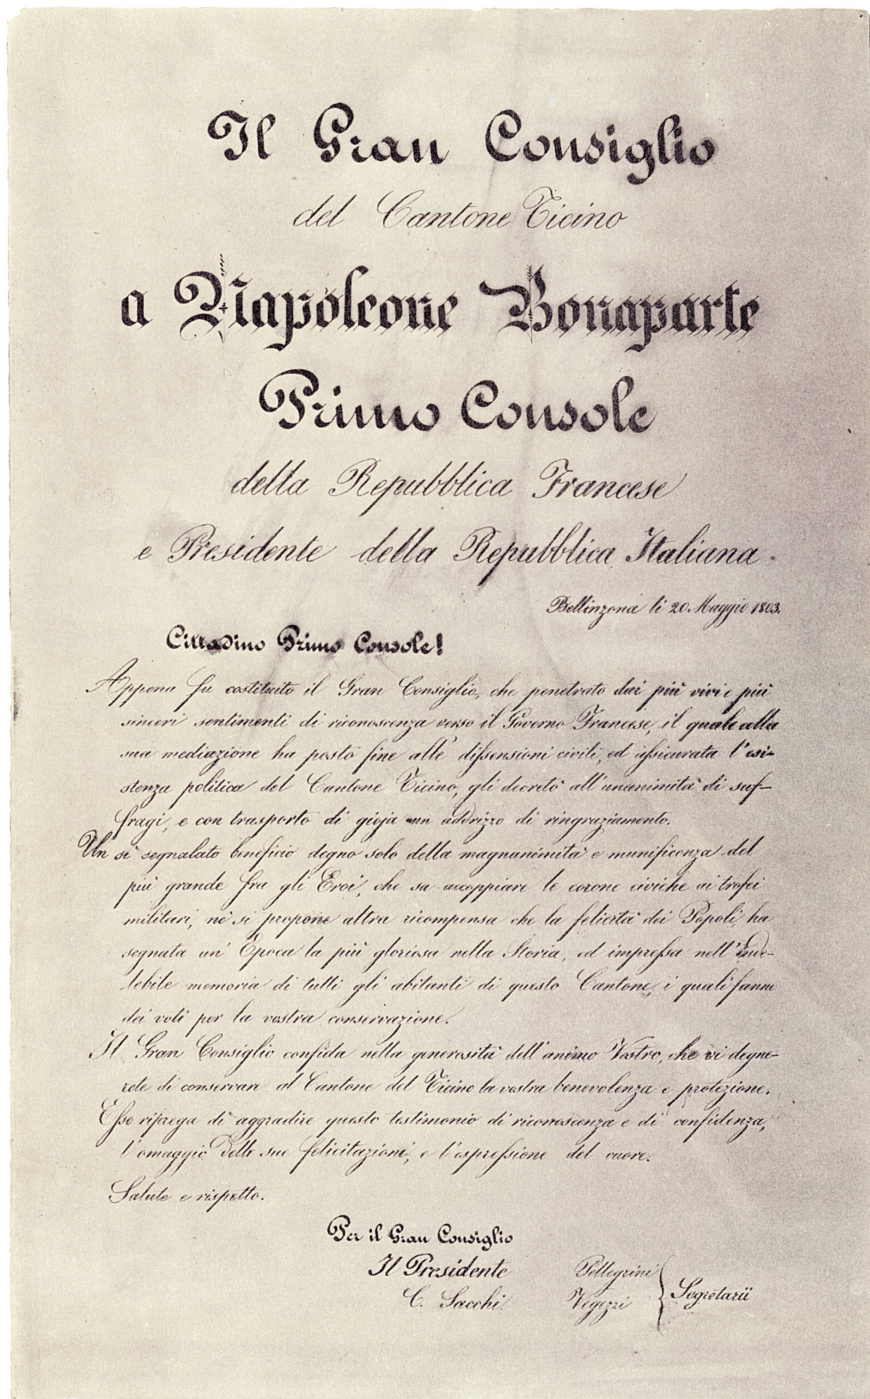 Il Gran Consiglio
del Cantone Ticino
a Napoleone Bonaparte
Primo Console
della Repubblica Francese
e Presidente della Repubblica Italiana.
Bellinzona li 20. Maggio 1803.
Cittadino Primo Console!
Appena fu costituito il Gran Consiglio, che penetrato dai più vivi e più
sinceri sentimenti di riconoscenza verso il Governo Francese, il quale alla
sua mediazione ha posto fine alle dissensioni civili, ed assicurata l'esi-
stenza politica del Cantone Ticino, gli decretò all'unanimità di suf-
fragi, e con trasporto di gioja un addrizzo di ringraziamento.
Un sì segnalato beneficio degno solo della magnanimità e munificenza del
più grande fra gli Eroi, che sa accoppiare le corone civiche ai trofei
militari, nè si propone altra ricompensa che la felicità dei Popoli, ha
segnata un' Epoca la più gloriosa nella Storia, ed impressa nell'inde-
lebile memoria di tutti gli abitanti di questo Cantone, i quali fanno
dei voti per la vostra conservazione.
Il Gran Consiglio confida nella generosità dell'animo Vostro, che vi degne-
rete di conservare al Cantone del Ticino la vostra benevolenza e protezione.
Esso vi prega di aggradire questo testimonio di riconoscenza e di confidenza,
l'omaggio delle sue felicitazioni, e l'espressione del cuore.
Salute e rispetto.
Per il Gran Consiglio
Il Presidente Pellegrini
C. Sacchi Vegezzi Segretarii